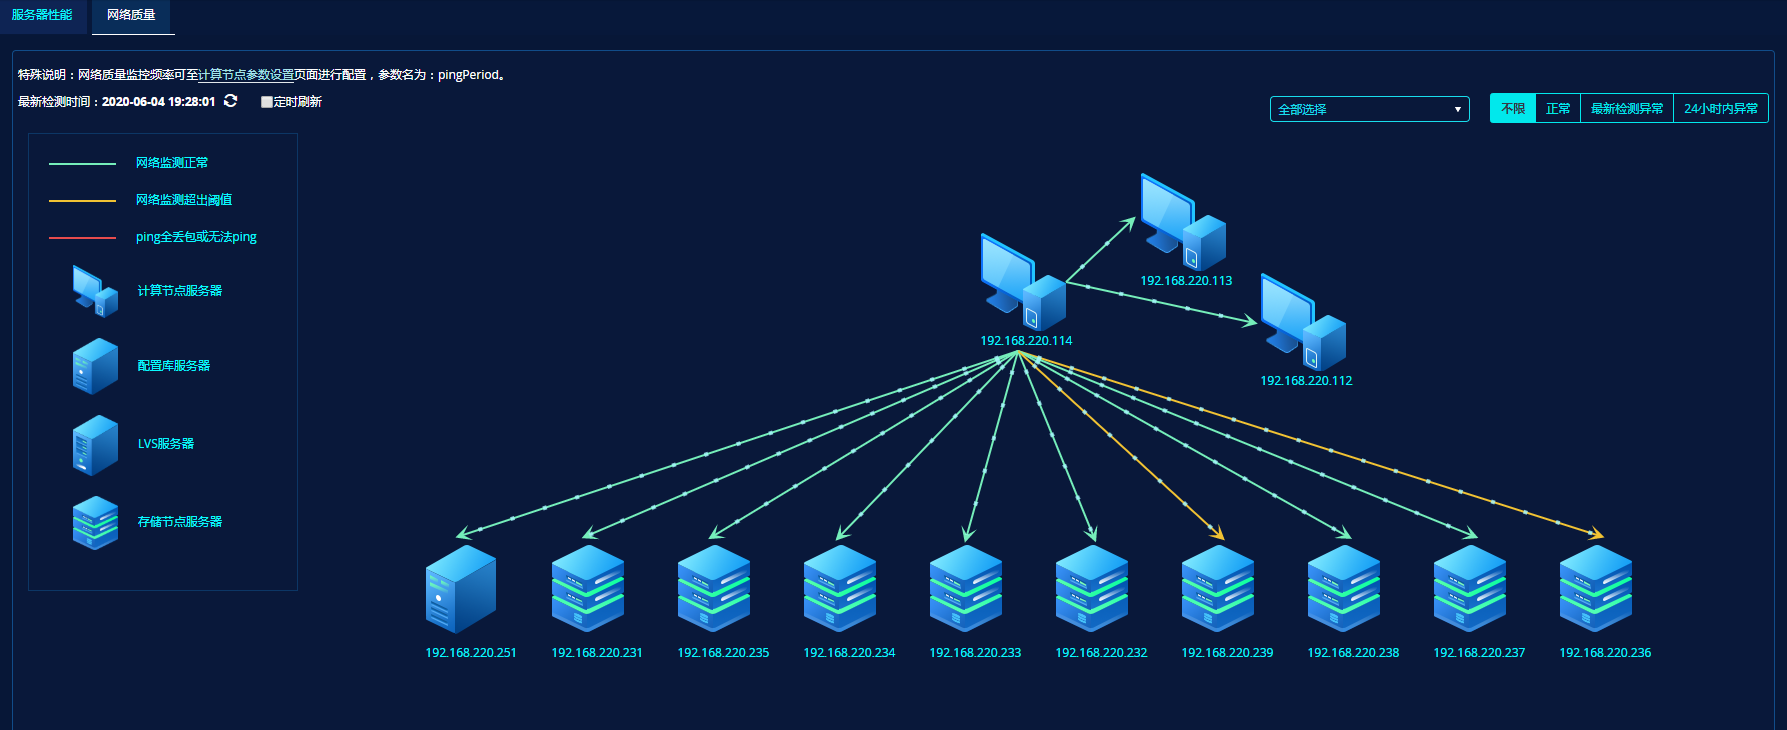 服务器性能
网络质量
特殊说明：网络质量监控频率可至计算节点参数设置页面进行配置，参数名为：pingPeriod。
最新检测时间：2020-06-04 19:28:01
定时刷新
全部选择
不限
正常
最新检测异常
24小时内异常
网络监测正常
网络监测超出阈值
ping全丢包或无法ping
计算节点服务器
配置库服务器
LVS服务器
存储节点服务器
192.168.220.113
192.168.220.114
192.168.220.112
192.168.220.251
192.168.220.231
192.168.220.235
192.168.220.234
192.168.220.233
192.168.220.232
192.168.220.239
192.168.220.238
192.168.220.237
192.168.220.236